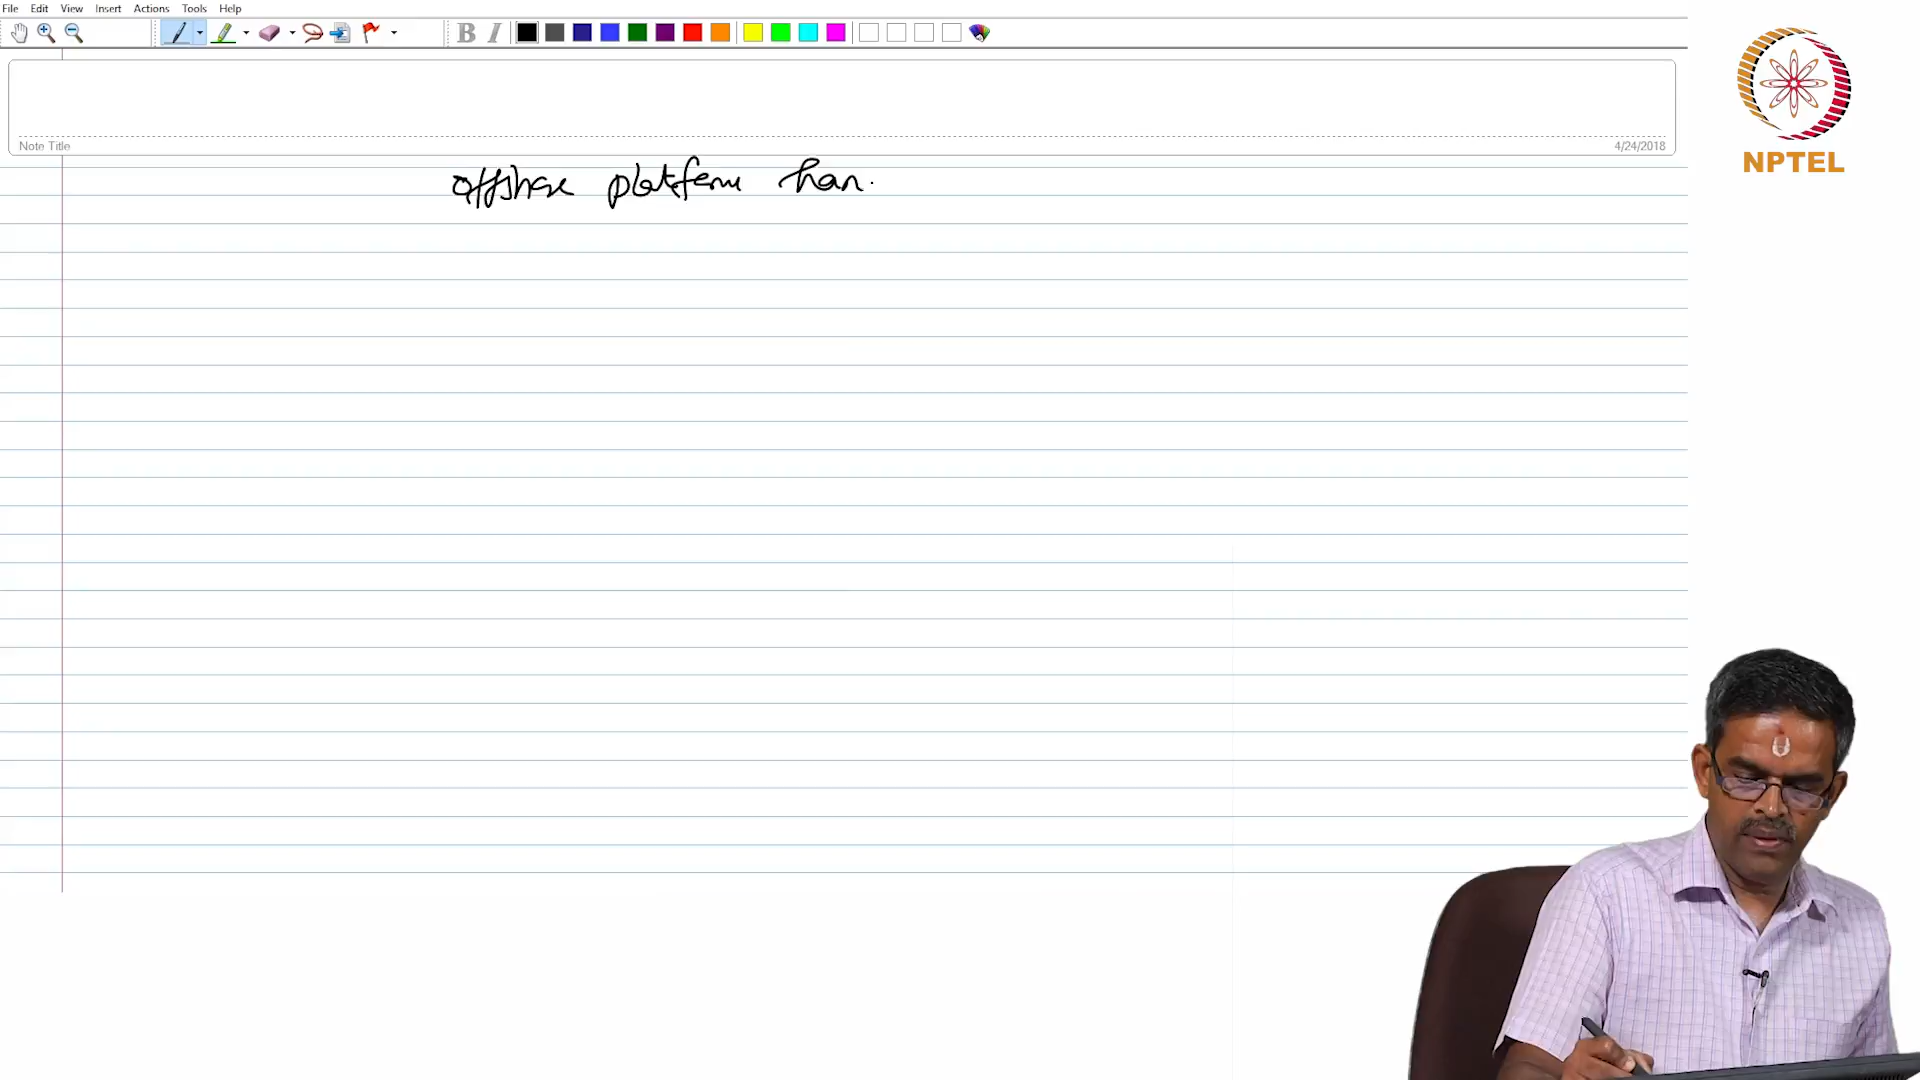 File Edit View Insert Actions Tools Help
B I
Note Title
4/24/2018
offshore platform han.
NPTEL